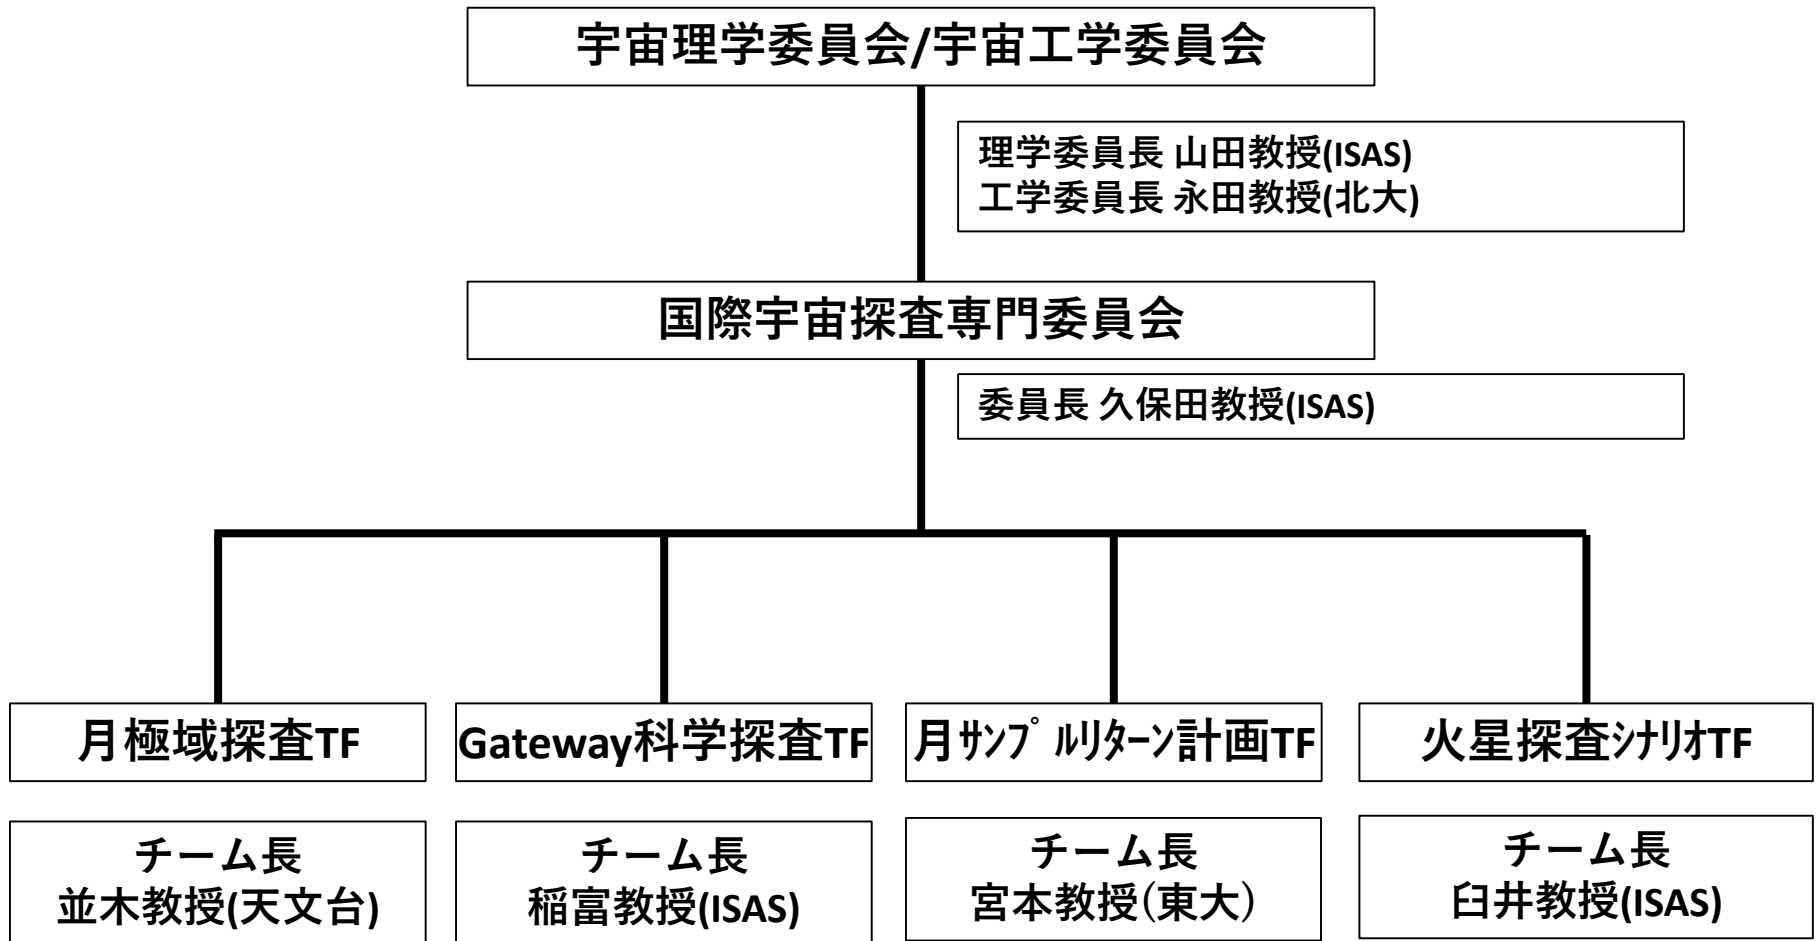 宇宙理学委員会/宇宙工学委員会
理学委員長 山田教授(ISAS)
工学委員長 永田教授(北大)
国際宇宙探査専門委員会
委員長 久保田教授(ISAS)
月極域探査TF
Gateway科学探査TF
月ｻﾝﾌﾟﾙﾘﾀｰﾝ計画TF
火星探査ｼﾅﾘｵTF
チーム長
並木教授(天文台)
チーム長
稲富教授(ISAS)
チーム長
宮本教授（東大）
チーム長
臼井教授(ISAS)